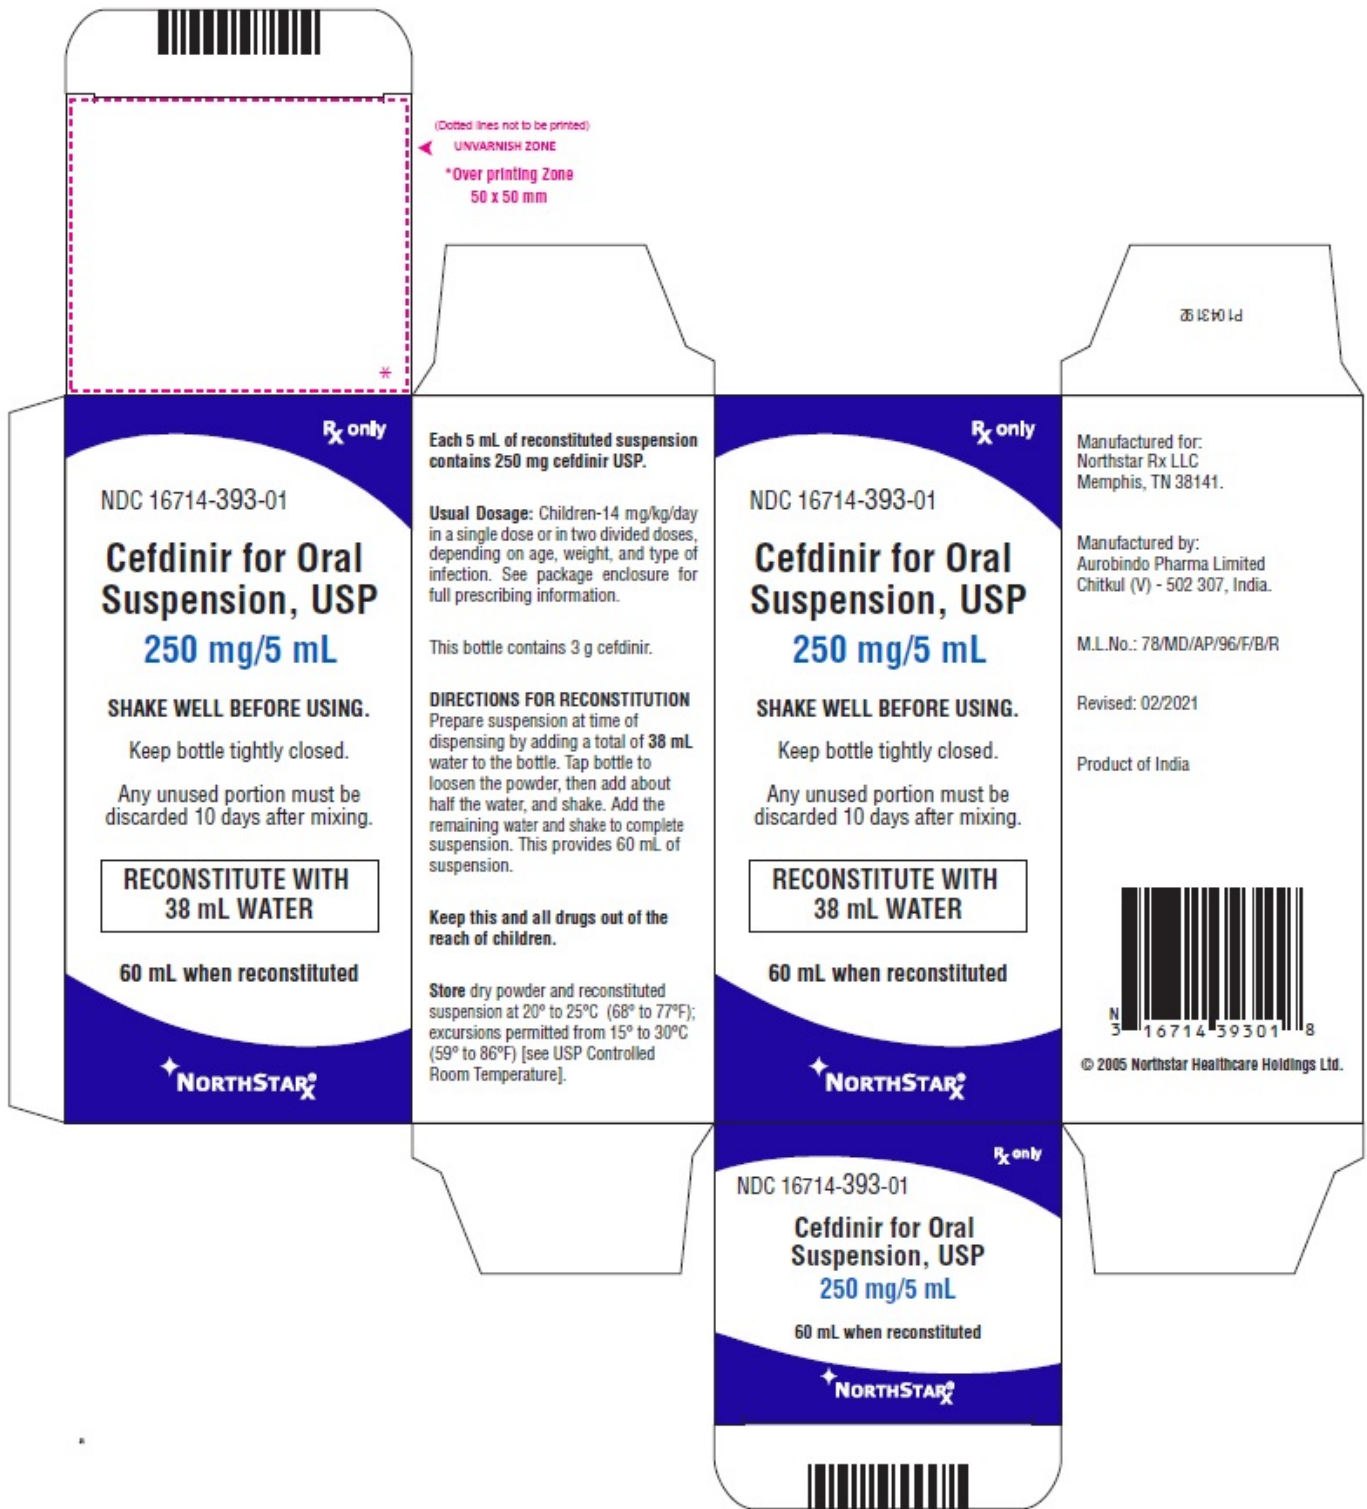 (Dotted lines not to be printed)
UNVARNISH ZONE
*Over printing Zone
50 x 50 mm
*
P1043192
Rx only
NDC 16714-393-01
Cefdinir for Oral
Suspension, USP
250 mg/5 mL
SHAKE WELL BEFORE USING.
Keep bottle tightly closed.
Any unused portion must be
discarded 10 days after mixing.
RECONSTITUTE WITH
38 mL WATER
60 mL when reconstituted
NORTHSTARx®
Each 5 mL of reconstituted suspension
contains 250 mg cefdinir USP.
Usual Dosage: Children-14 mg/kg/day
in a single dose or in two divided doses,
depending on age, weight, and type of
infection. See package enclosure for
full prescribing information.
This bottle contains 3 g cefdinir.
DIRECTIONS FOR RECONSTITUTION
Prepare suspension at time of
dispensing by adding a total of 38 mL
water to the bottle. Tap bottle to
loosen the powder, then add about
half the water, and shake. Add the
remaining water and shake to complete
suspension. This provides 60 mL of
suspension.
Keep this and all drugs out of the
reach of children.
Store dry powder and reconstituted
suspension at 20º to 25ºC (68º to 77ºF);
excursions permitted from 15º to 30ºC
(59º to 86ºF) [see USP Controlled
Room Temperature].
Rx only
NDC 16714-393-01
Cefdinir for Oral
Suspension, USP
250 mg/5 mL
SHAKE WELL BEFORE USING.
Keep bottle tightly closed.
Any unused portion must be
discarded 10 days after mixing.
RECONSTITUTE WITH
38 mL WATER
60 mL when reconstituted
NORTHSTARx®
Manufactured for:
Northstar Rx LLC
Memphis, TN 38141.
Manufactured by:
Aurobindo Pharma Limited
Chitkul (V) - 502 307, India.
M.L.No.: 78/MD/AP/96/F/B/R
Revised: 02/2021
Product of India
N
3 16714 39301 8
© 2005 Northstar Healthcare Holdings Ltd.
Rx only
NDC 16714-393-01
Cefdinir for Oral
Suspension, USP
250 mg/5 mL
60 mL when reconstituted
NORTHSTARx®